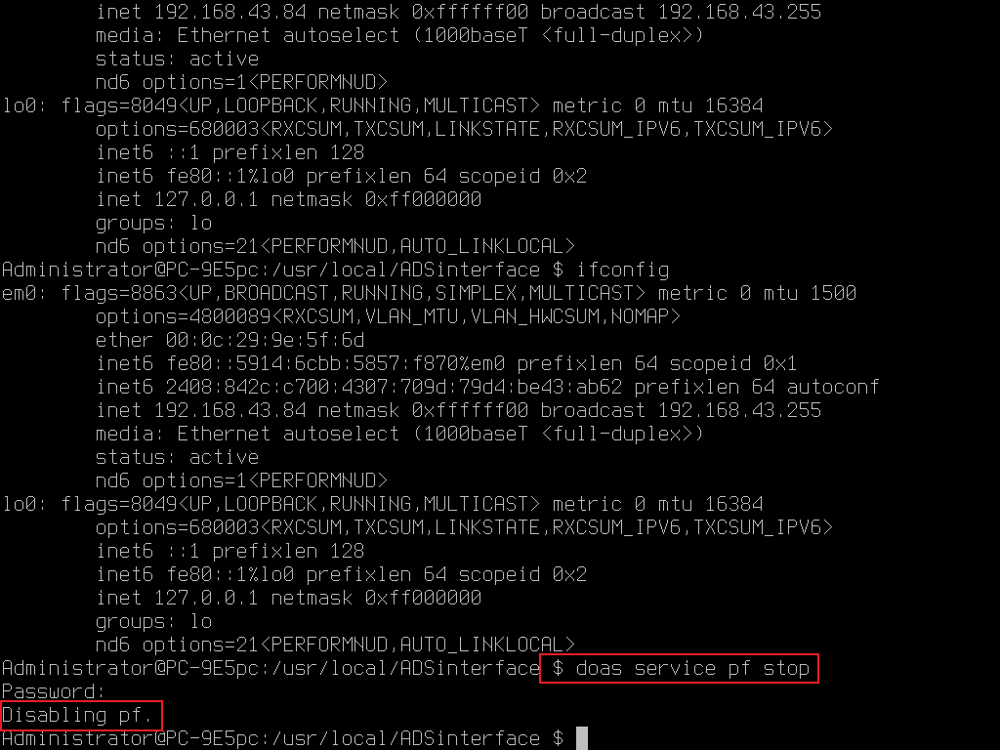 inet 192.168.43.84 netmask 0xffffff00 broadcast 192.168.43.255
media: Ethernet autoselect (1000baseT <full-duplex>)
status: active
nd6 options=1<PERFORMNUD>
lo0: flags=8049<UP,LOOPBACK,RUNNING,MULTICAST> metric 0 mtu 16384
options=680003<RXCSUM,TXCSUM,LINKSTATE,RXCSUM_IPV6,TXCSUM_IPV6>
inet6 ::1 prefixlen 128
inet6 fe80::1%lo0 prefixlen 64 scopeid 0x2
inet 127.0.0.1 netmask 0xff000000
groups: lo
nd6 options=21<PERFORMNUD,AUTO_LINKLOCAL>
Administrator@PC-9E5pc:/usr/local/ADSinterface $ ifconfig
em0: flags=8863<UP,BROADCAST,RUNNING,SIMPLEX,MULTICAST> metric 0 mtu 1500
options=4800089<RXCSUM,VLAN_MTU,VLAN_HWCSUM,NOMAP>
ether 00:0c:29:9e:5f:6d
inet6 fe80::5914:6cbb:5857:f870%em0 prefixlen 64 scopeid 0x1
inet6 2408:842c:c700:4307:709d:79d4:be43:ab62 prefixlen 64 autoconf
inet 192.168.43.84 netmask 0xffffff00 broadcast 192.168.43.255
media: Ethernet autoselect (1000baseT <full-duplex>)
status: active
nd6 options=1<PERFORMNUD>
lo0: flags=8049<UP,LOOPBACK,RUNNING,MULTICAST> metric 0 mtu 16384
options=680003<RXCSUM,TXCSUM,LINKSTATE,RXCSUM_IPV6,TXCSUM_IPV6>
inet6 ::1 prefixlen 128
inet6 fe80::1%lo0 prefixlen 64 scopeid 0x2
inet 127.0.0.1 netmask 0xff000000
groups: lo
nd6 options=21<PERFORMNUD,AUTO_LINKLOCAL>
Administrator@PC-9E5pc:/usr/local/ADSinterface $ doas service pf stop
Password:
Disabling pf.
Administrator@PC-9E5pc:/usr/local/ADSinterface $